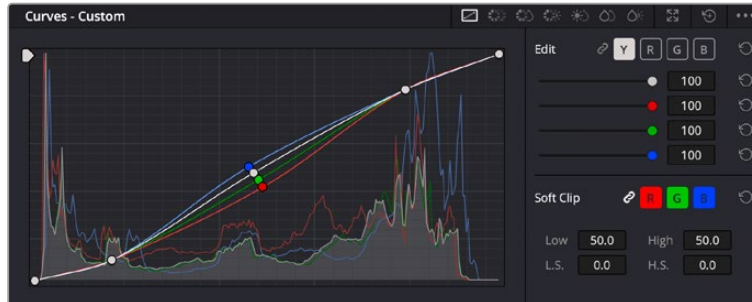 Curves - Custom
Edit Y R G B
100
100
100
100
Soft Clip R G B
Low 50.0 High 50.0
L.S. 0.0 H.S. 0.0